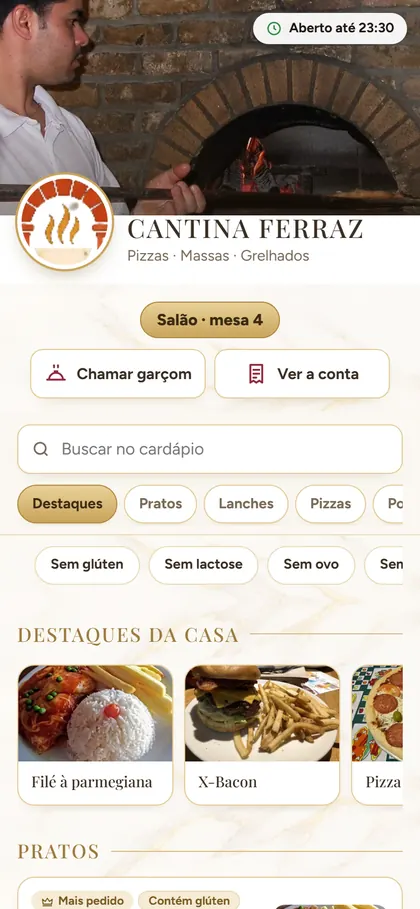 Aberto até 23:30
CANTINA FERRAZ
Pizzas · Massas · Grelhados
Salão · mesa 4
Chamar garçom
Ver a conta
Buscar no cardápio
Destaques
Pratos
Lanches
Pizzas
Po
Sem glúten
Sem lactose
Sem ovo
Sem
DESTAQUES DA CASA
Filé à parmegiana
X-Bacon
Pizza
PRATOS
Mais pedido
Contém glúten